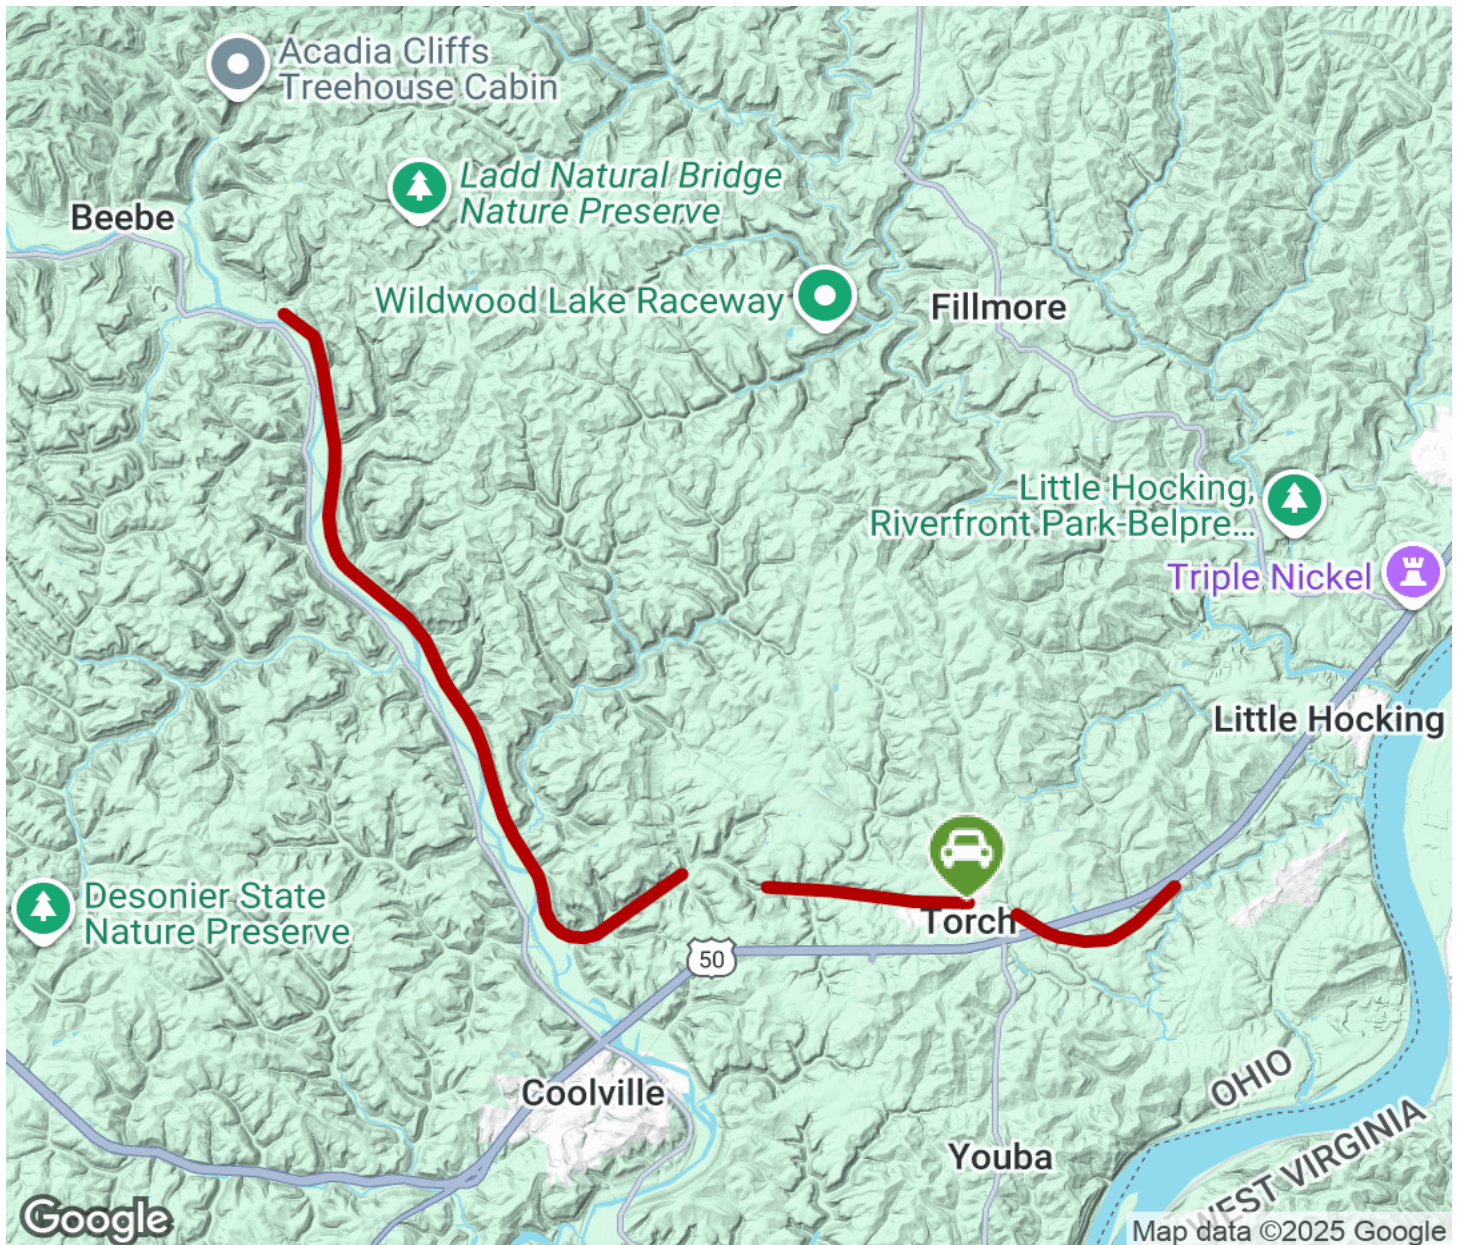 Acadia Cliffs
Treehouse Cabin
Ladd Natural Bridge
Nature Preserve
Beebe
Wildwood Lake Raceway
Fillmore
Little Hocking,
Riverfront Park-Belpre...
Triple Nickel
Little Hocking
Desonier State
Nature Preserve
Torch
50
Coolville
OHIO
WEST VIRGINIA
Youba
Google
Map data ©2025 Google